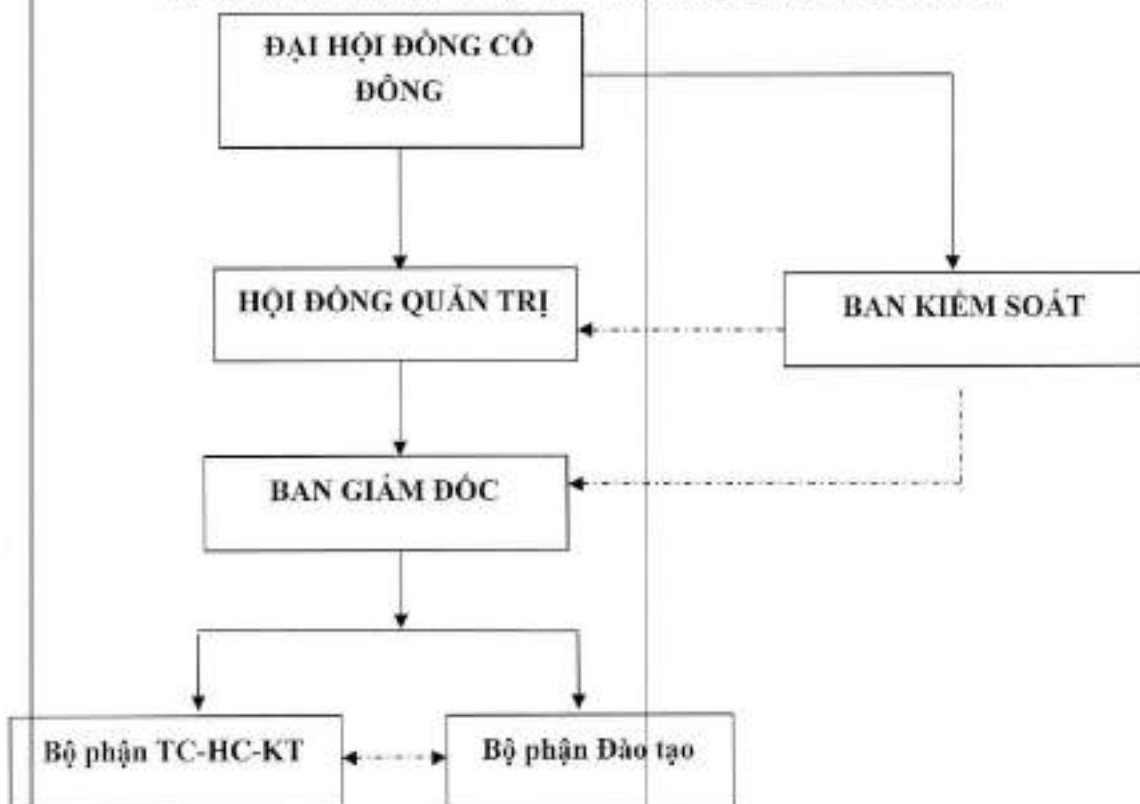 ĐẠI HỘI ĐỒNG CỔ
ĐÔNG
HỘI ĐỒNG QUẢN TRỊ
BAN KIỂM SOÁT
BAN GIÁM ĐỐC
Bộ phận TC-HC-KT
Bộ phận Đào tạo